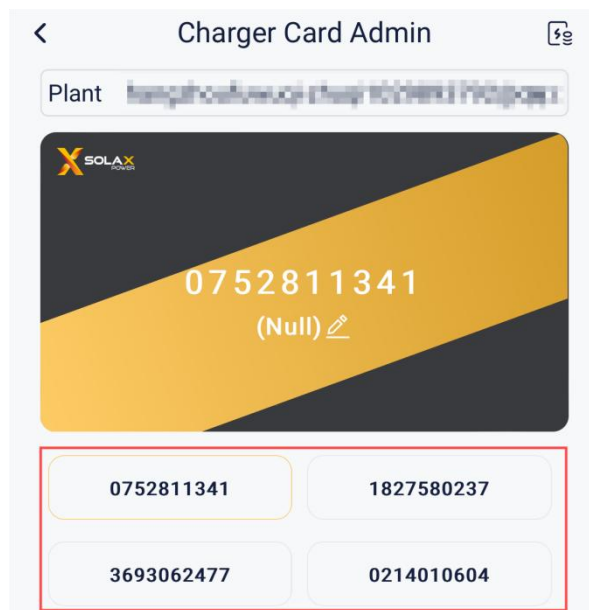 Charger Card Admin
Plant
SOLAX
POWER
0752811341
(Null)
0752811341
1827580237
3693062477
0214010604